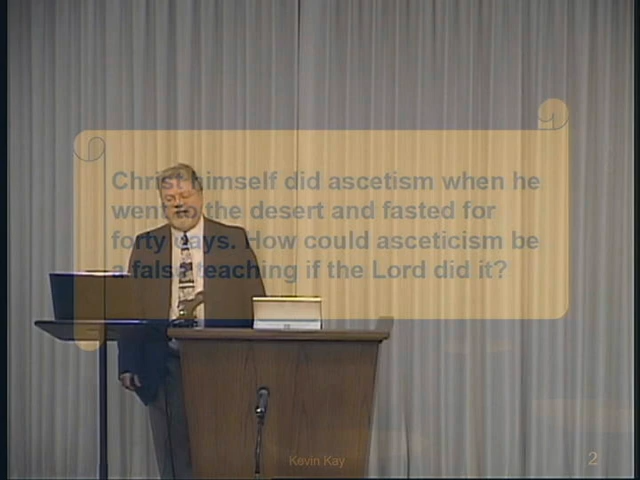 Christ himself did ascetism when he
went to the desert and fasted for
forty days. How could asceticism be
a false teaching if the Lord did it?
Kevin Kay
2